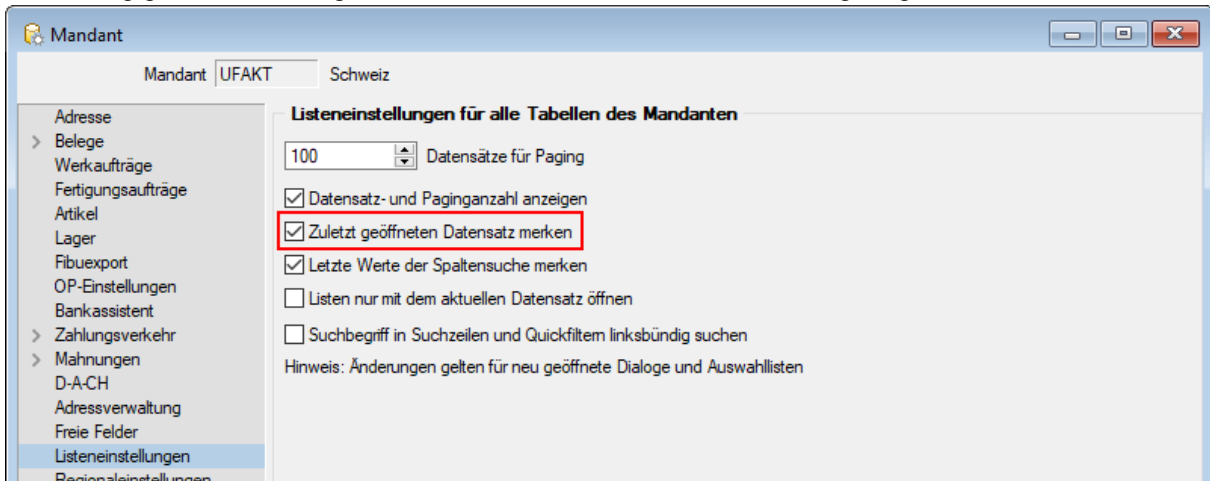 Mandant
Mandant UFAKT Schweiz
Adresse
Belege
Werkaufträge
Fertigungsaufträge
Artikel
Lager
Fibuexport
OP-Einstellungen
Bankassistent
Zahlungsverkehr
Mahnungen
D-A-CH
Adressverwaltung
Freie Felder
Listeneinstellungen
Regionaleinstellungen
Listeneinstellungen für alle Tabellen des Mandanten
100 Datensätze für Paging
Datensatz- und Paginganzahl anzeigen
Zuletzt geöffneten Datensatz merken
Letzte Werte der Spaltensuche merken
Listen nur mit dem aktuellen Datensatz öffnen
Suchbegriff in Suchzeilen und Quickfiltern linksbündig suchen
Hinweis: Änderungen gelten für neu geöffnete Dialoge und Auswahllisten